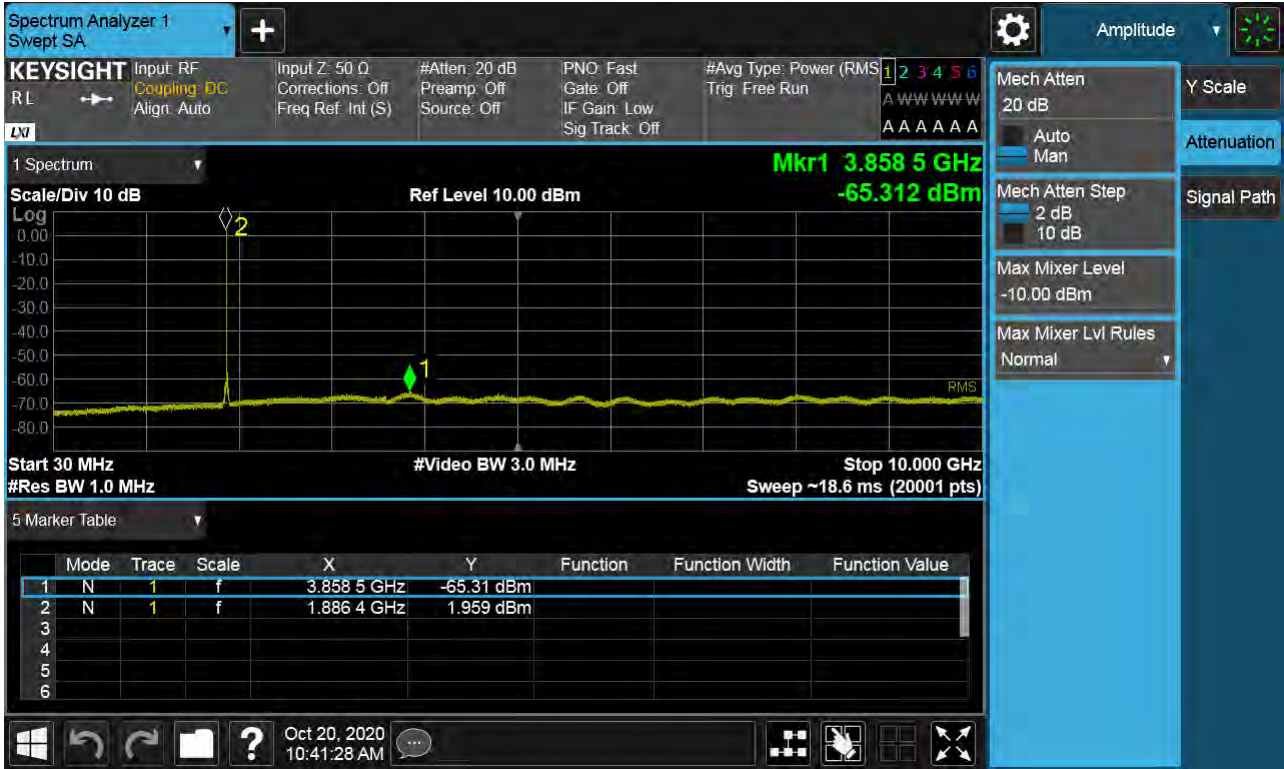 Spectrum Analyzer 1
Swept SA
Amplitude
KEYSIGHT
R L
LXI
Input: RF
Coupling: DC
Align: Auto
Input Z: 50 Ω
Corrections: Off
Freq Ref: Int (S)
#Atten: 20 dB
Preamp: Off
Source: Off
PNO: Fast
Gate: Off
IF Gain: Low
Sig Track: Off
#Avg Type: Power (RMS
Trig: Free Run
1 2 3 4 5 6
A W W W W W
A A A A A A
1 Spectrum
Mkr1 3.858 5 GHz
-65.312 dBm
Scale/Div 10 dB
Ref Level 10.00 dBm
Log
0.00
-10.0
-20.0
-30.0
-40.0
-50.0
-60.0
-70.0
-80.0
2
1
RMS
Start 30 MHz
#Video BW 3.0 MHz
Stop 10.000 GHz
#Res BW 1.0 MHz
Sweep ~18.6 ms (20001 pts)
5 Marker Table
Mode Trace Scale X Y Function Function Width Function Value
1 N 1 f 3.858 5 GHz -65.31 dBm
2 N 1 f 1.886 4 GHz 1.959 dBm
3
4
5
6
Mech Atten
20 dB
Auto
Man
Mech Atten Step
2 dB
10 dB
Max Mixer Level
-10.00 dBm
Max Mixer Lvl Rules
Normal
Y Scale
Attenuation
Signal Path
?
Oct 20, 2020
10:41:28 AM